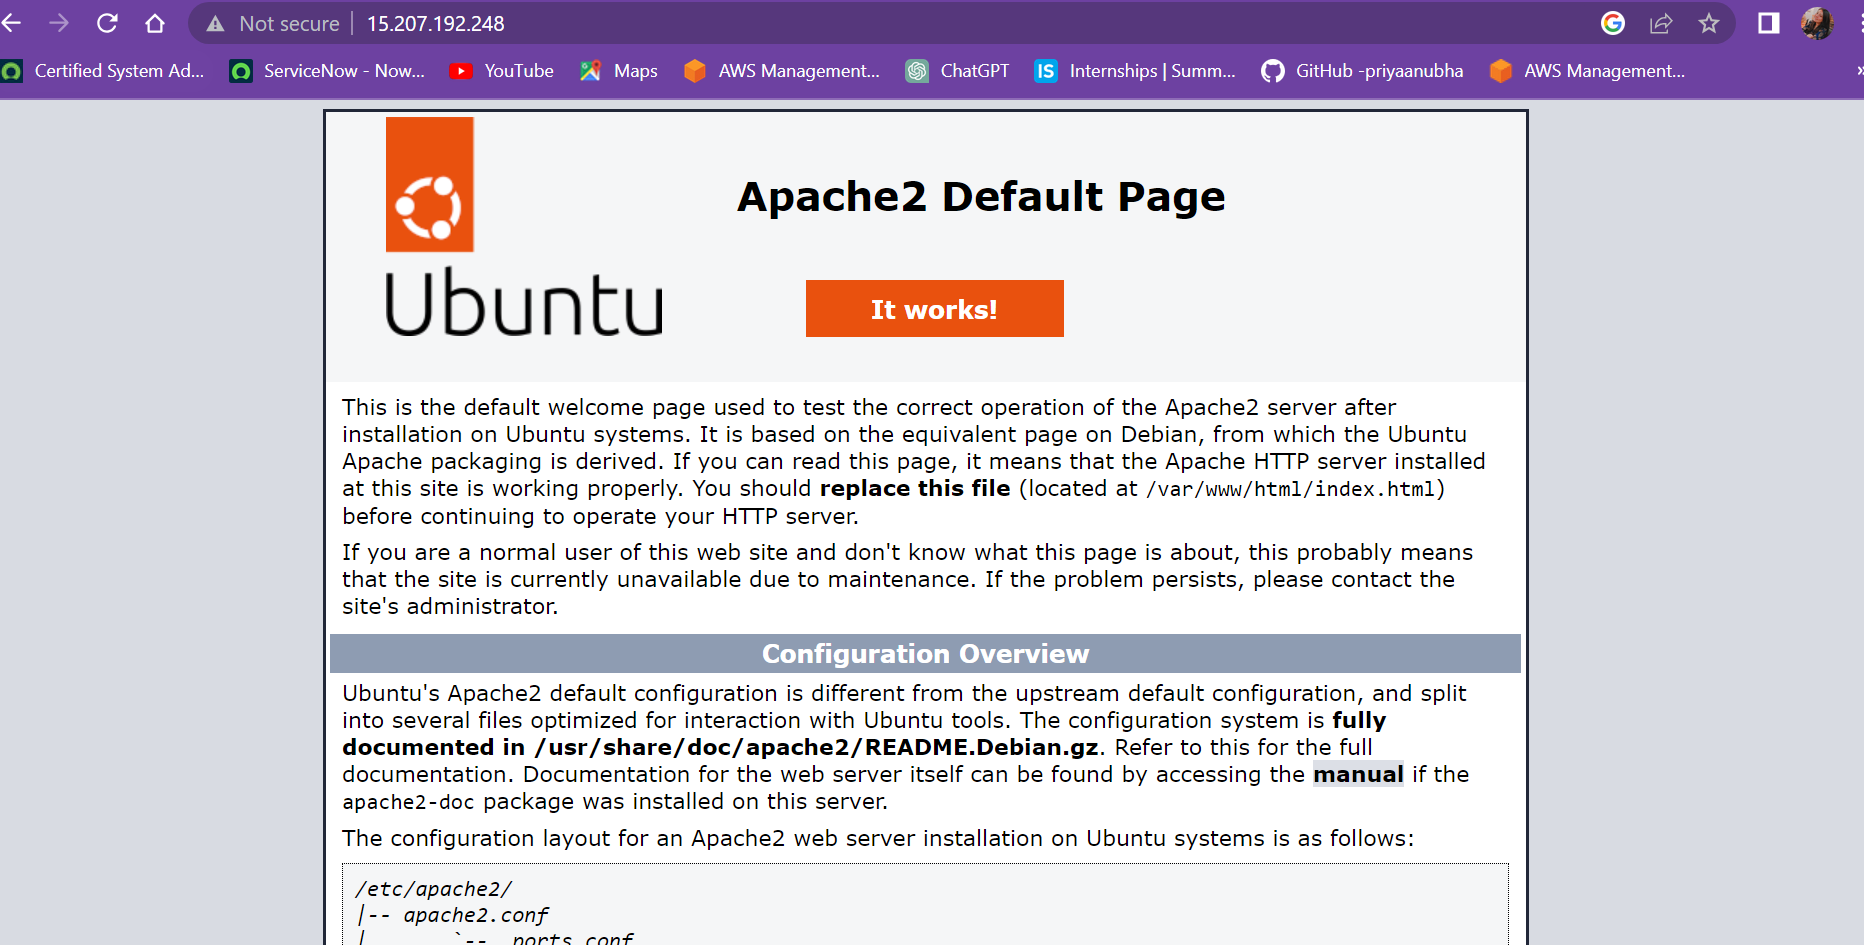 Not secure 15.207.192.248
Certified System Ad... ServiceNow - Now... YouTube Maps AWS Management... ChatGPT IS Internships | Summ... GitHub -priyaanubha AWS Management... »
Ubuntu
Apache2 Default Page
It works!
This is the default welcome page used to test the correct operation of the Apache2 server after
installation on Ubuntu systems. It is based on the equivalent page on Debian, from which the Ubuntu
Apache packaging is derived. If you can read this page, it means that the Apache HTTP server installed
at this site is working properly. You should replace this file (located at /var/www/html/index.html)
before continuing to operate your HTTP server.
If you are a normal user of this web site and don't know what this page is about, this probably means
that the site is currently unavailable due to maintenance. If the problem persists, please contact the
site's administrator.
Configuration Overview
Ubuntu's Apache2 default configuration is different from the upstream default configuration, and split
into several files optimized for interaction with Ubuntu tools. The configuration system is fully
documented in /usr/share/doc/apache2/README.Debian.gz. Refer to this for the full
documentation. Documentation for the web server itself can be found by accessing the manual if the
apache2-doc package was installed on this server.
The configuration layout for an Apache2 web server installation on Ubuntu systems is as follows:
/etc/apache2/
|-- apache2.conf
|       `--  ports.conf